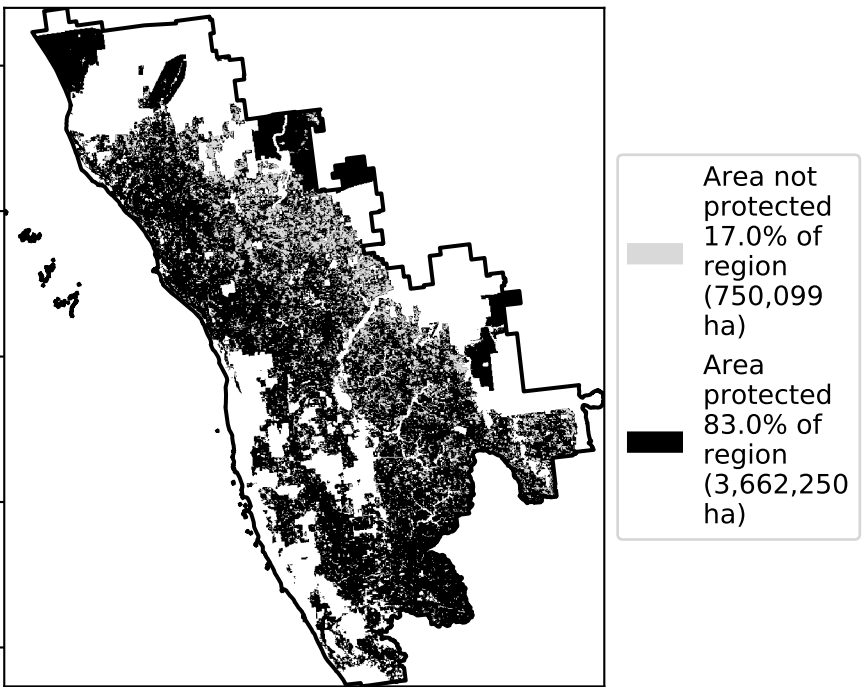 Area not
protected
17.0% of
region
(750,099
ha)
Area
protected
83.0% of
region
(3,662,250
ha)